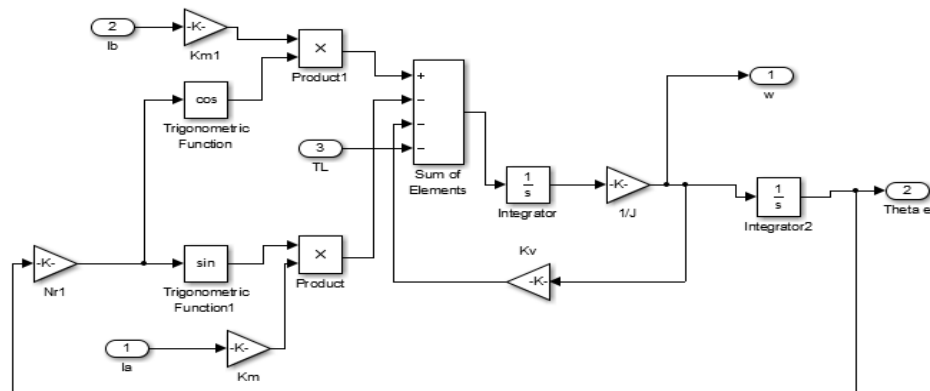 2
Ib
-K-
Km1
×
Product1
cos
Trigonometric
Function
3
TL
+
−
−
−
Sum of
Elements
1
s
Integrator
-K-
1/J
1
w
1
s
Integrator2
2
Theta e
-K-
Nr1
sin
Trigonometric
Function1
×
Product
Kv
-K-
1
Ia
-K-
Km